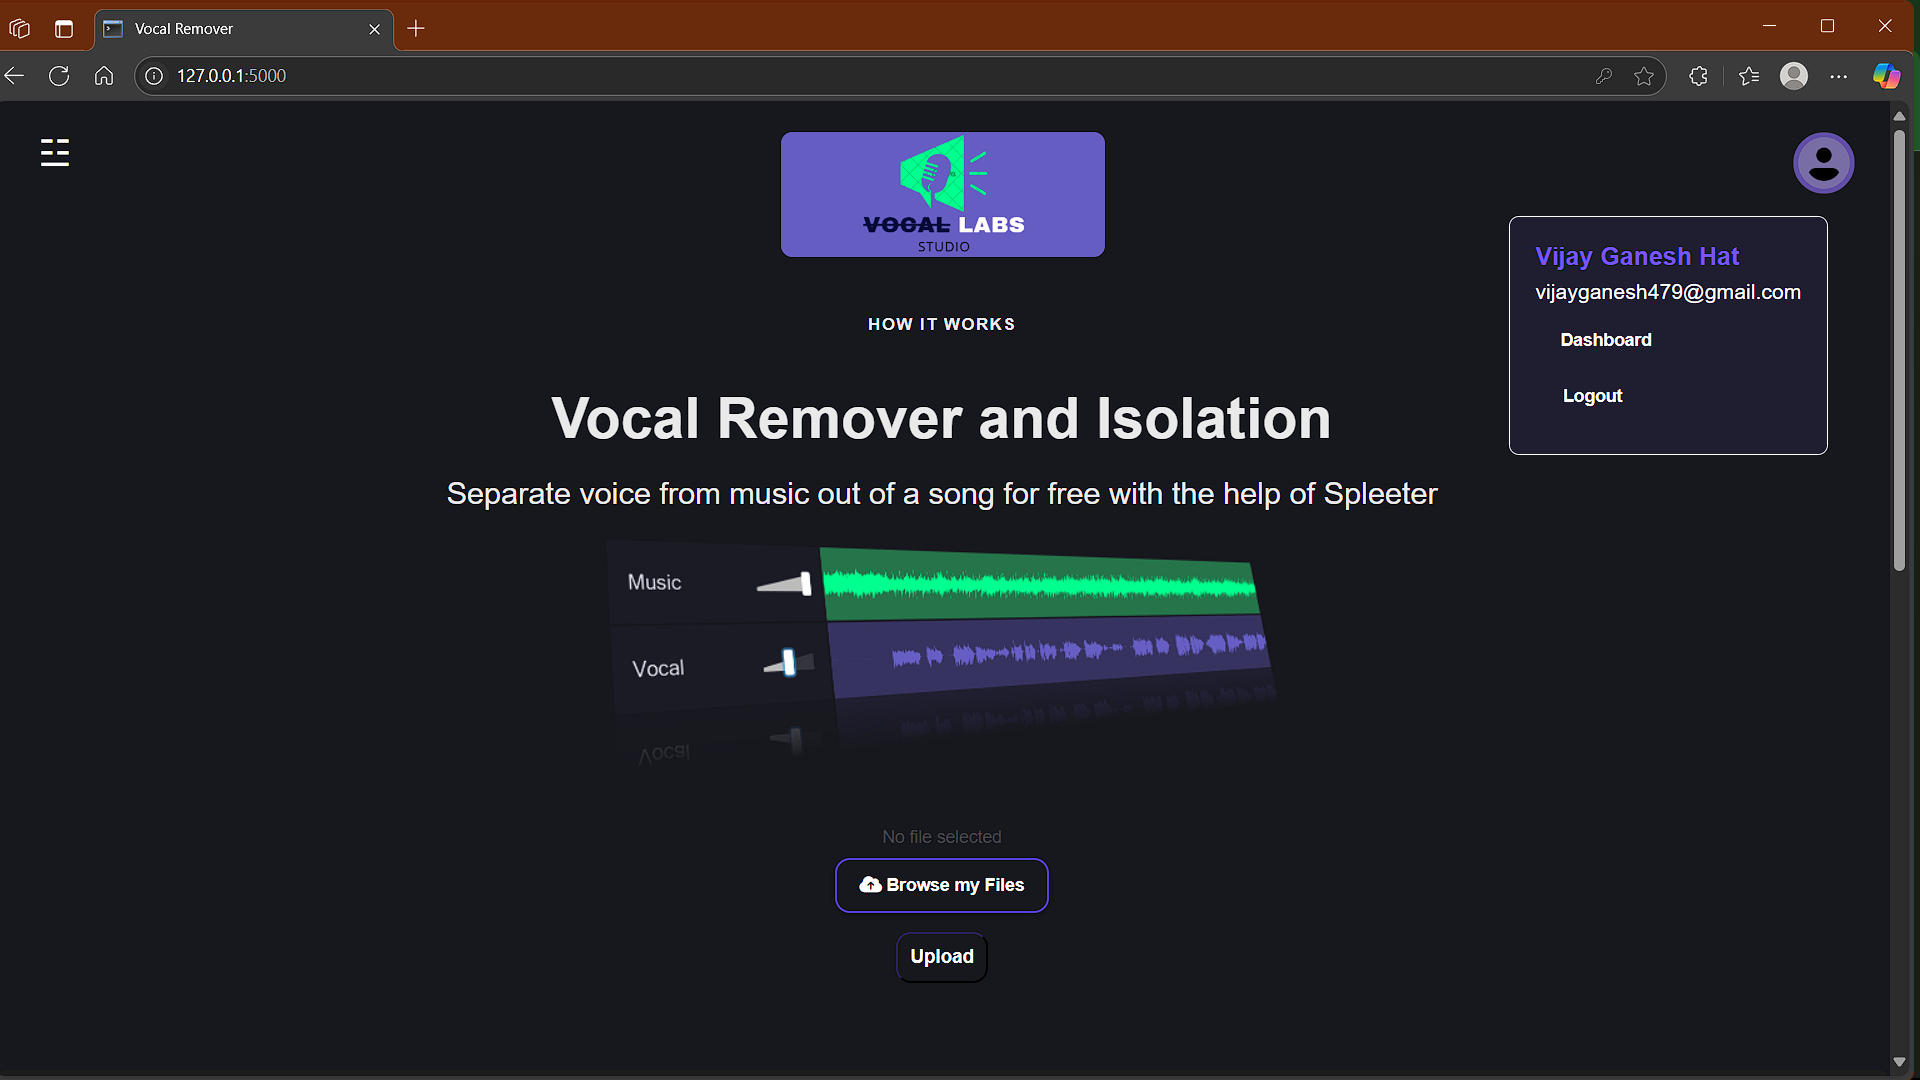 Vocal Remover
127.0.0.1:5000
VOCAL LABS
STUDIO
Vijay Ganesh Hat
vijayganesh479@gmail.com
Dashboard
Logout
HOW IT WORKS
Vocal Remover and Isolation
Separate voice from music out of a song for free with the help of Spleeter
Music
Vocal
Vocal
No file selected
Browse my Files
Upload